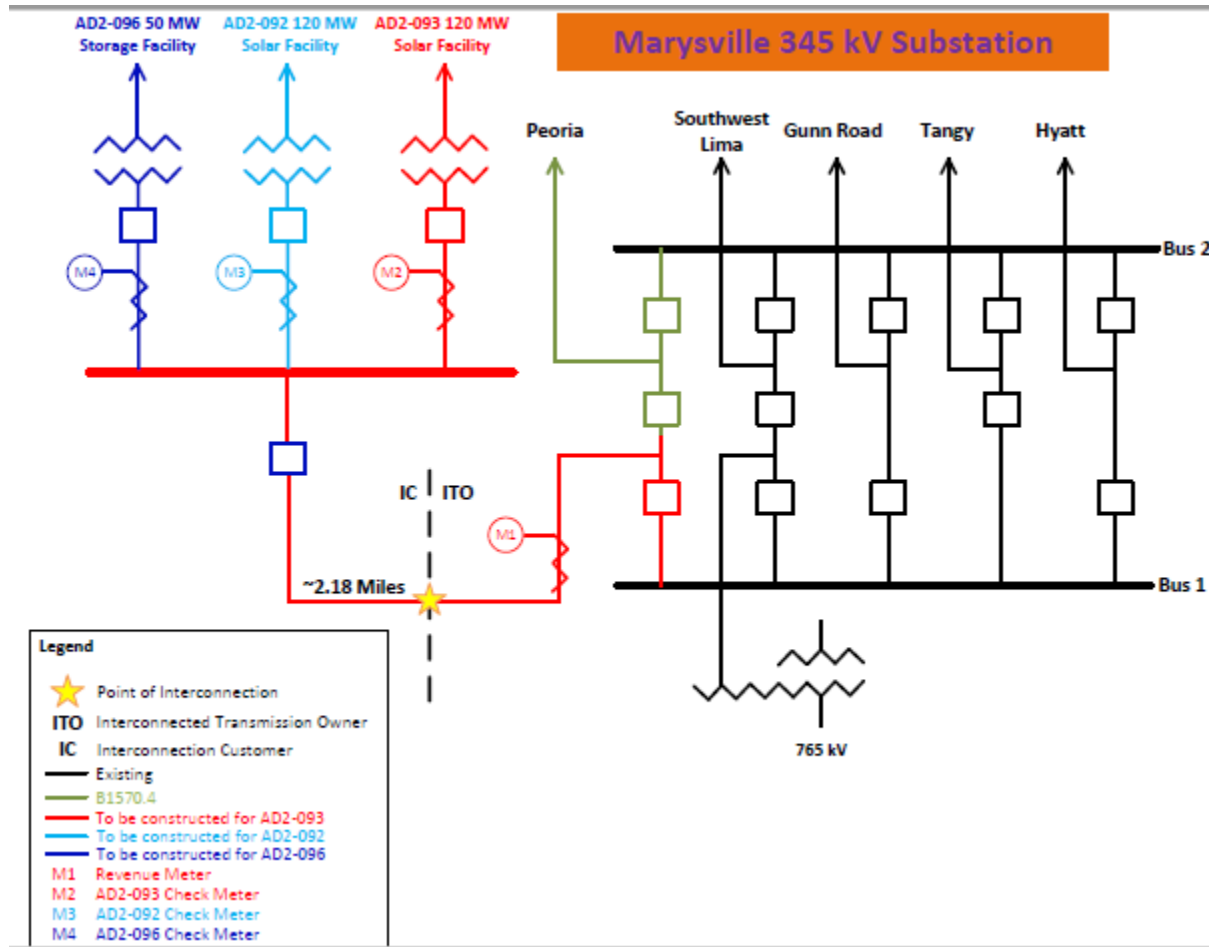 AD2-096 50 MW
Storage Facility
AD2-092 120 MW
Solar Facility
AD2-093 120 MW
Solar Facility
Marysville 345 kV Substation
Peoria
Southwest
Lima
Gunn Road
Tangy
Hyatt
M4
M3
M2
Bus 2
IC
ITO
M1
~2.18 Miles
Bus 1
765 kV
Legend
Point of Interconnection
ITO Interconnected Transmission Owner
IC Interconnection Customer
Existing
B1570.4
To be constructed for AD2-093
To be constructed for AD2-092
To be constructed for AD2-096
M1 Revenue Meter
M2 AD2-093 Check Meter
M3 AD2-092 Check Meter
M4 AD2-096 Check Meter